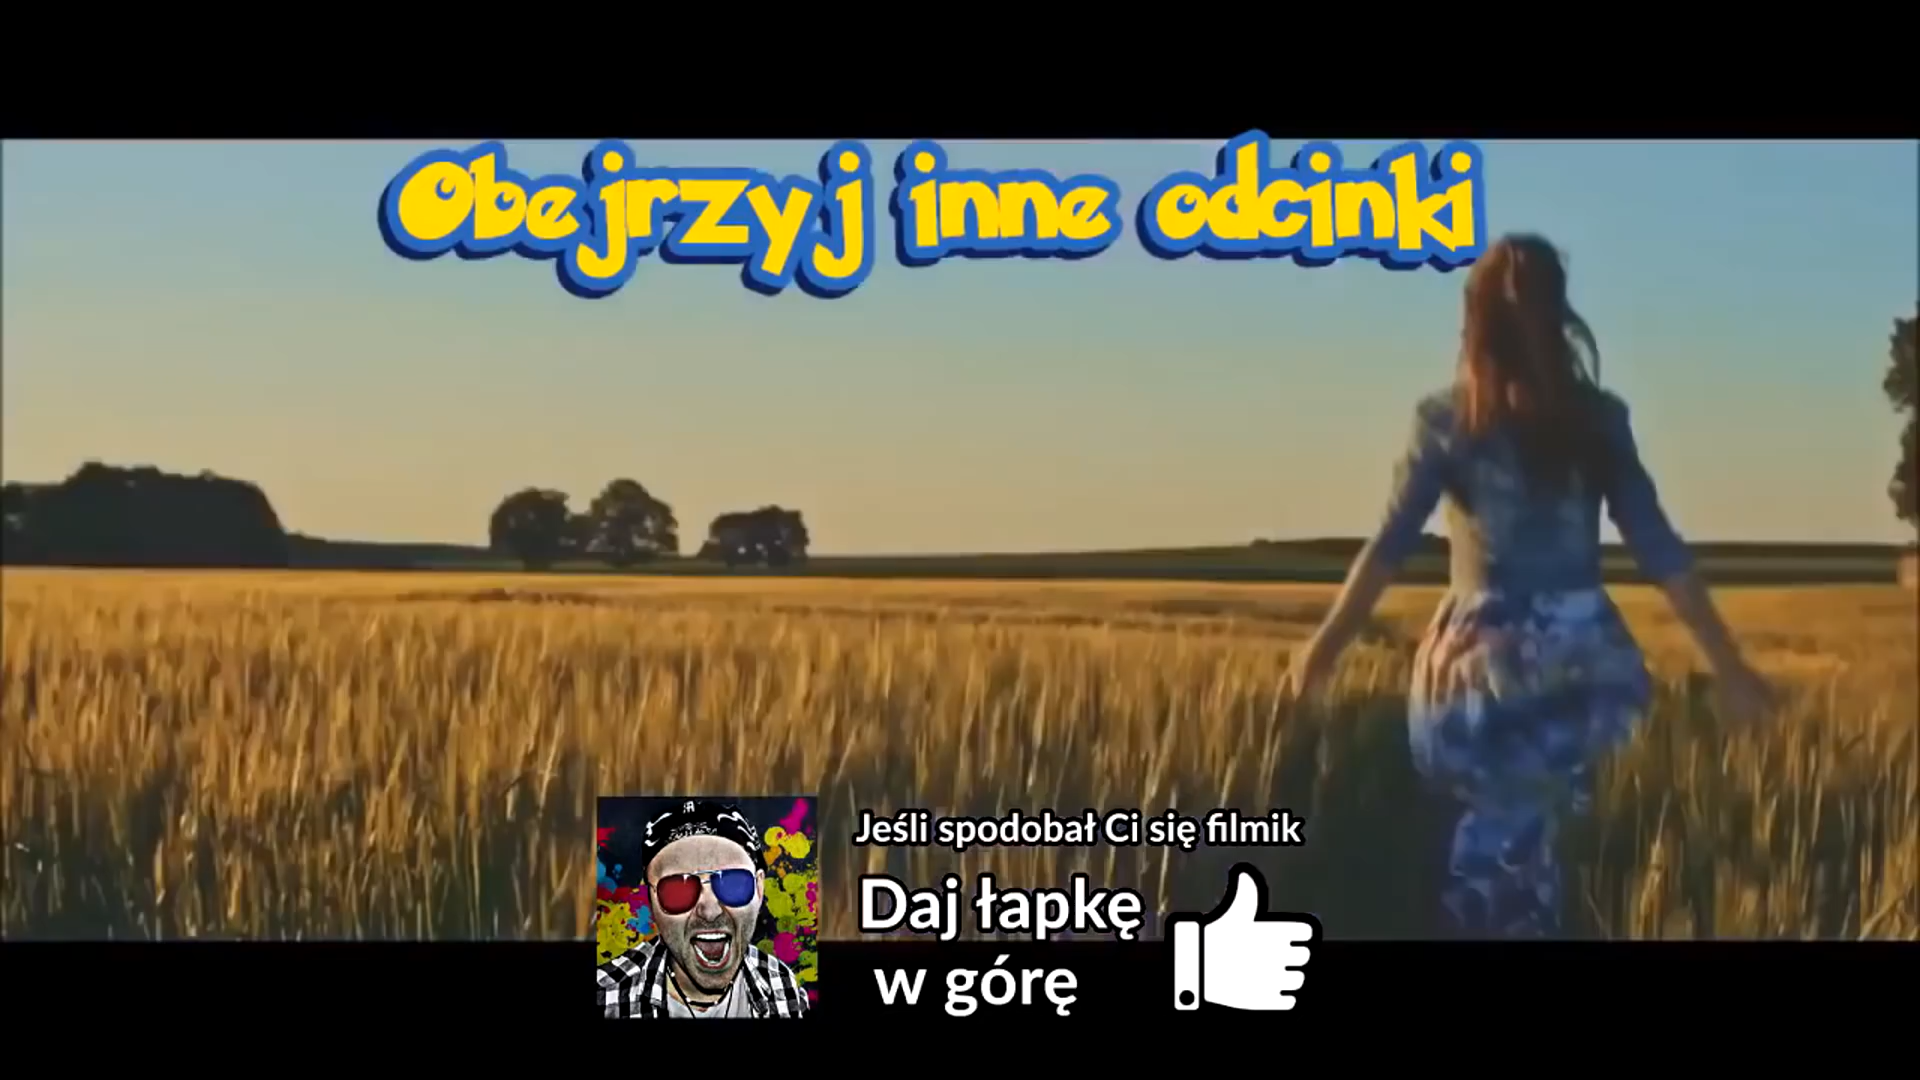 Obejrzyj inne odcinki
Jeśli spodobał Ci się filmik
Daj łapkę
w górę